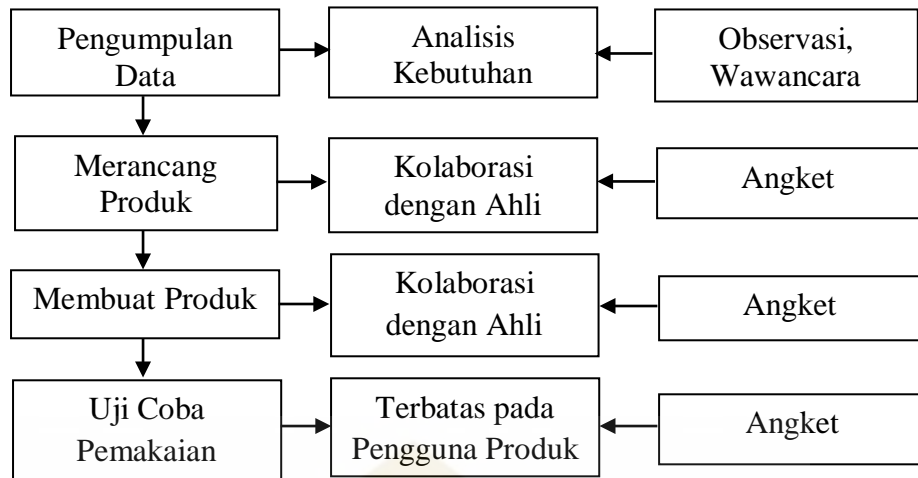 Pengumpulan
Data
Analisis
Kebutuhan
Observasi,
Wawancara
Merancang
Produk
Kolaborasi
dengan Ahli
Angket
Membuat Produk
Kolaborasi
dengan Ahli
Angket
Uji Coba
Pemakaian
Terbatas pada
Pengguna Produk
Angket